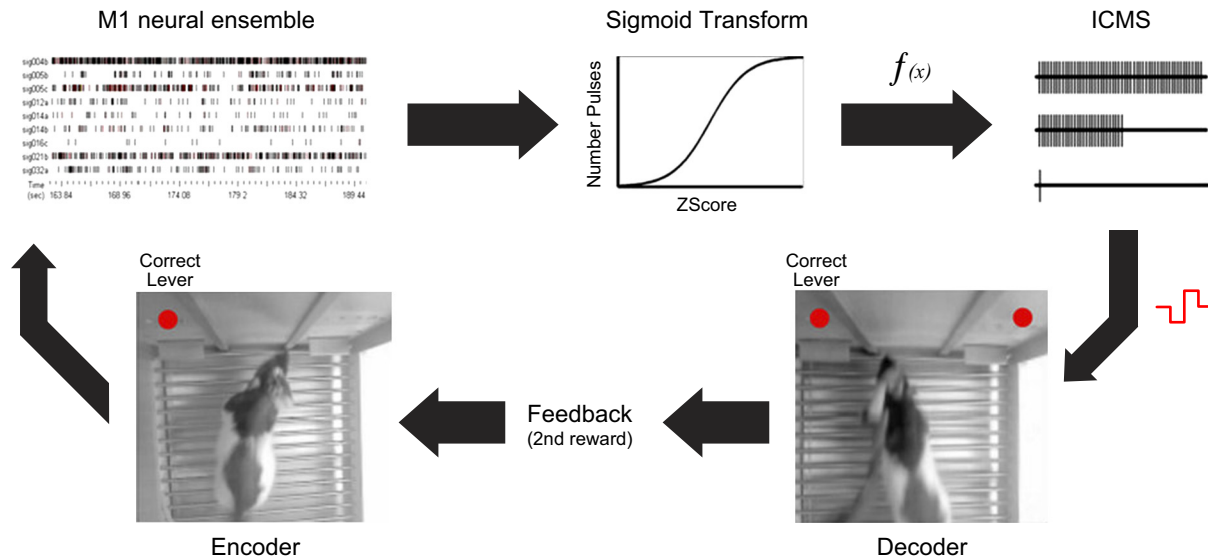 M1 neural ensemble
Sigmoid Transform
ICMS
sig004b
sig005b
sig005c
sig012a
sig014a
sig014b
sig016c
sig021b
sig032a
Time
(sec)
163.84
168.96
174.08
179.2
184.32
189.44
Number Pulses
ZScore
f(x)
Correct
Lever
Correct
Lever
Feedback
(2nd reward)
Encoder
Decoder